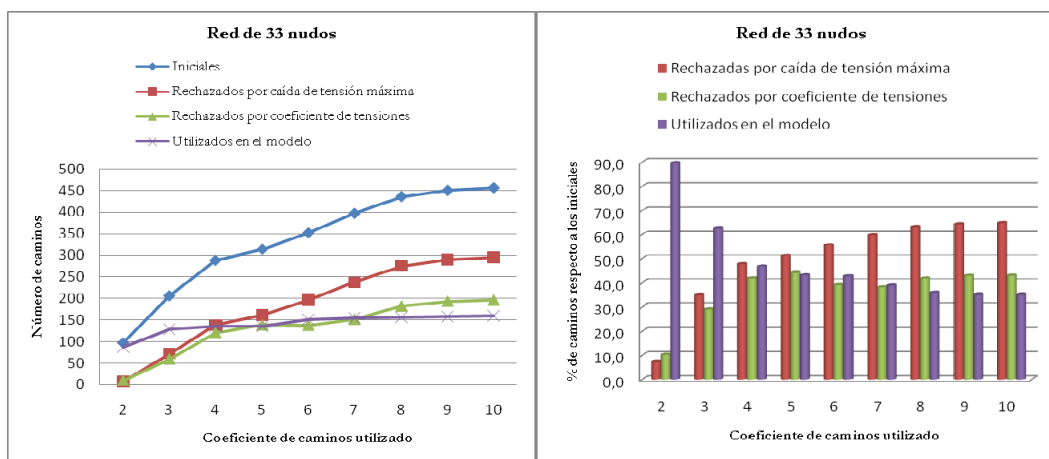 Red de 33 nudos
Iniciales
Rechazados por caída de tensión máxima
Rechazados por coeficiente de tensiones
Utilizados en el modelo
Número de caminos
500
450
400
350
300
250
200
150
100
50
0
2 3 4 5 6 7 8 9 10
Coeficiente de caminos utilizado
Red de 33 nudos
Rechazadas por caída de tensión máxima
Rechazados por coeficiente de tensiones
Utilizados en el modelo
% de caminos respecto a los iniciales
90,0
80,0
70,0
60,0
50,0
40,0
30,0
20,0
10,0
0,0
2 3 4 5 6 7 8 9 10
Coeficiente de caminos utilizado